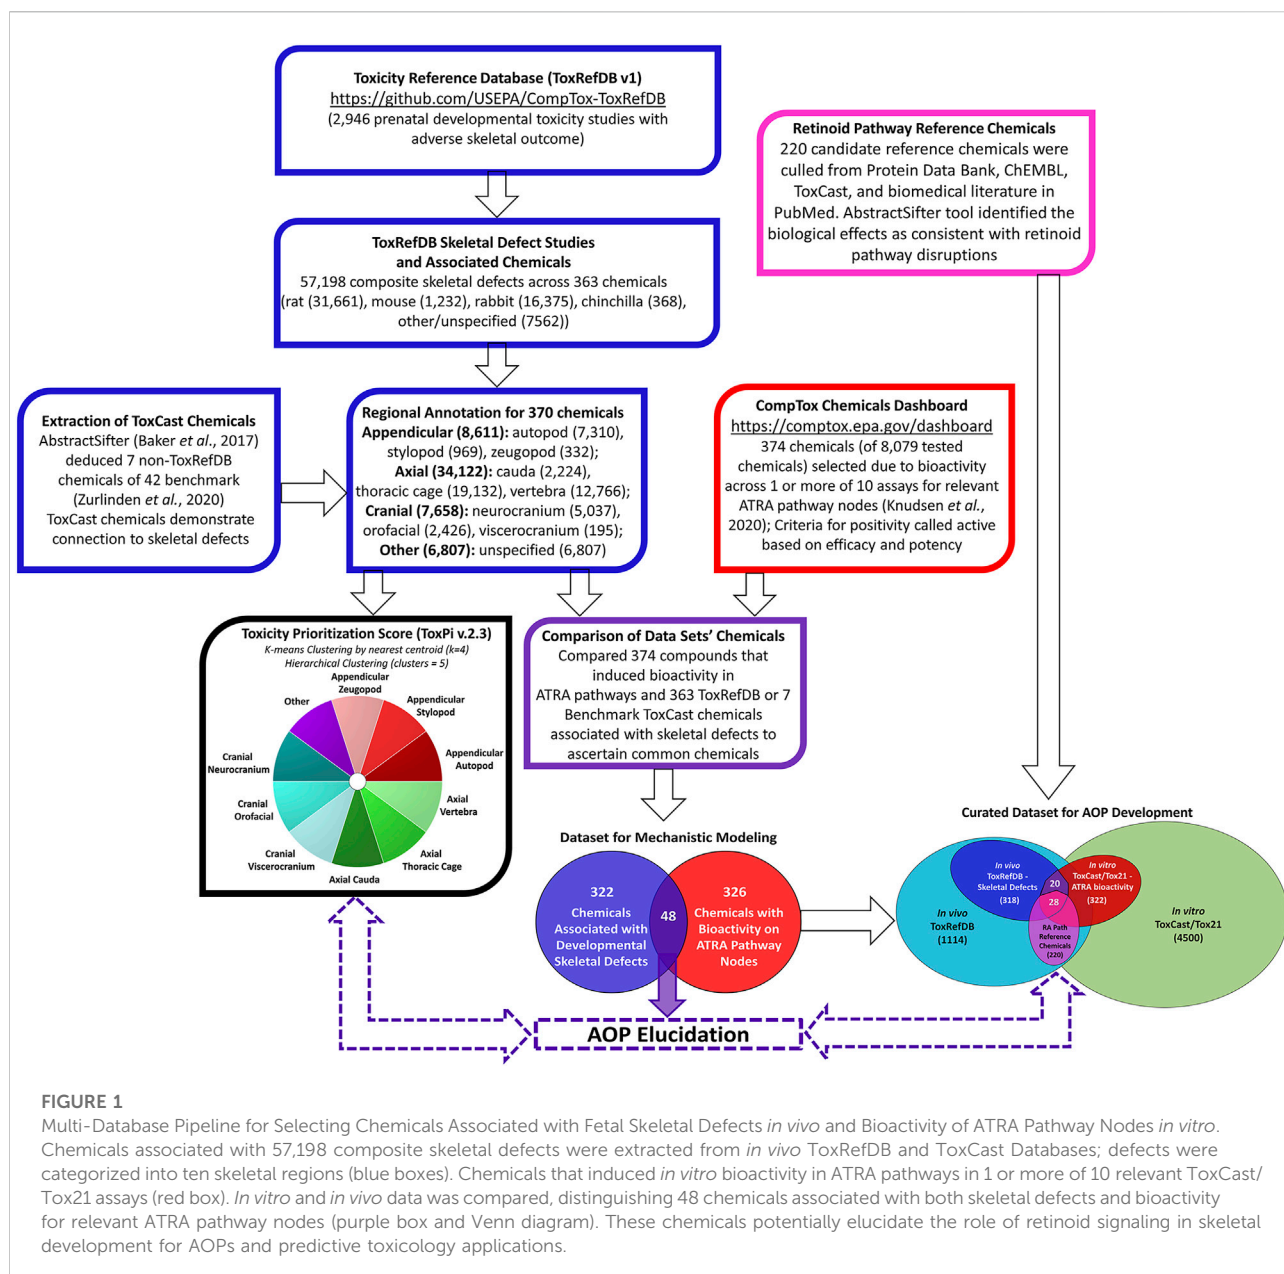 Toxicity Reference Database (ToxRefDB v1)
https://github.com/USEPA/CompTox-ToxRefDB
(2,946 prenatal developmental toxicity studies with
adverse skeletal outcome)
Retinoid Pathway Reference Chemicals
220 candidate reference chemicals were
culled from Protein Data Bank, ChEMBL,
ToxCast, and biomedical literature in
PubMed. AbstractSifter tool identified the
biological effects as consistent with retinoid
pathway disruptions
ToxRefDB Skeletal Defect Studies
and Associated Chemicals
57,198 composite skeletal defects across 363 chemicals
(rat (31,661), mouse (1,232), rabbit (16,375), chinchilla (368),
other/unspecified (7562))
Extraction of ToxCast Chemicals
AbstractSifter (Baker et al., 2017)
deduced 7 non-ToxRefDB
chemicals of 42 benchmark
(Zurlinden et al., 2020)
ToxCast chemicals demonstrate
connection to skeletal defects
Regional Annotation for 370 chemicals
Appendicular (8,611): autopod (7,310),
stylopod (969), zeugopod (332);
Axial (34,122): cauda (2,224),
thoracic cage (19,132), vertebra (12,766);
Cranial (7,658): neurocranium (5,037),
orofacial (2,426), viscerocranium (195);
Other (6,807): unspecified (6,807)
CompTox Chemicals Dashboard
https://comptox.epa.gov/dashboard
374 chemicals (of 8,079 tested
chemicals) selected due to bioactivity
across 1 or more of 10 assays for relevant
ATRA pathway nodes (Knudsen et al.,
2020); Criteria for positivity called active
based on efficacy and potency
Toxicity Prioritization Score (ToxPi v.2.3)
K-means Clustering by nearest centroid (k=4)
Hierarchical Clustering (clusters = 5)
Appendicular
Zeugopod
Appendicular
Stylopod
Appendicular
Autopod
Axial
Vertebra
Axial
Thoracic Cage
Axial Cauda
Cranial
Viscerocranium
Cranial
Orofacial
Cranial
Neurocranium
Other
Comparison of Data Sets' Chemicals
Compared 374 compounds that
induced bioactivity in
ATRA pathways and 363 ToxRefDB or 7
Benchmark ToxCast chemicals
associated with skeletal defects to
ascertain common chemicals
Dataset for Mechanistic Modeling
322
Chemicals
Associated with
Developmental
Skeletal Defects
48
326
Chemicals with
Bioactivity on
ATRA Pathway
Nodes
Curated Dataset for AOP Development
In vivo
ToxRefDB -
Skeletal Defects
(318)
20
28
In vitro
ToxCast/Tox21 -
ATRA bioactivity
(322)
In vivo
ToxRefDB
(1114)
RA Path
Reference
Chemicals
(220)
In vitro
ToxCast/Tox21
(4500)
AOP Elucidation
FIGURE 1
Multi-Database Pipeline for Selecting Chemicals Associated with Fetal Skeletal Defects in vivo and Bioactivity of ATRA Pathway Nodes in vitro.
Chemicals associated with 57,198 composite skeletal defects were extracted from in vivo ToxRefDB and ToxCast Databases; defects were
categorized into ten skeletal regions (blue boxes). Chemicals that induced in vitro bioactivity in ATRA pathways in 1 or more of 10 relevant ToxCast/
Tox21 assays (red box). In vitro and in vivo data was compared, distinguishing 48 chemicals associated with both skeletal defects and bioactivity
for relevant ATRA pathway nodes (purple box and Venn diagram). These chemicals potentially elucidate the role of retinoid signaling in skeletal
development for AOPs and predictive toxicology applications.